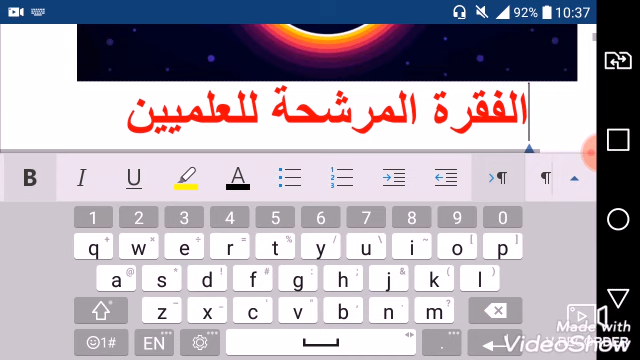 92% 10:37
الفقرة المرشحة للعلميين
B I U A
1 2 3 4 5 6 7 8 9 0
q w e r t y u i o p
a s d f g h j k l
z x c v b n m
1# EN .
Made with
VideoShow